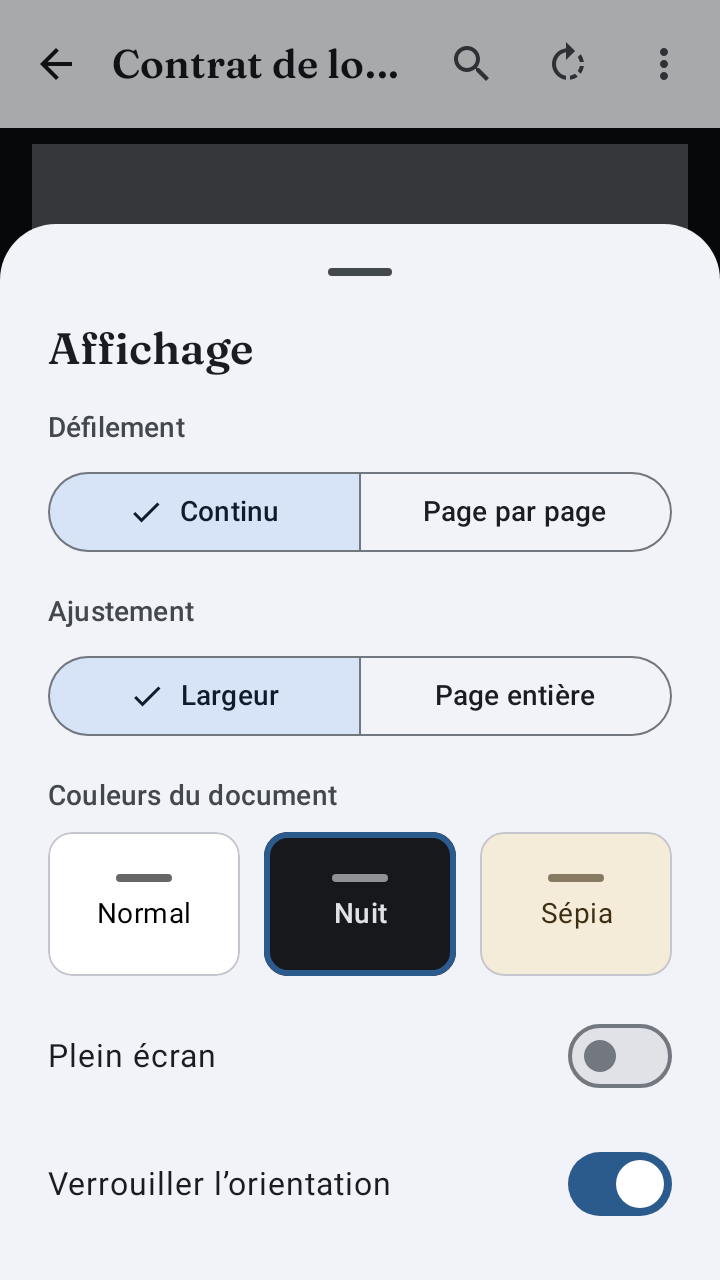 Contrat de lo...
Affichage
Défilement
Continu
Page par page
Ajustement
Largeur
Page entière
Couleurs du document
Normal
Nuit
Sépia
Plein écran
Verrouiller l’orientation